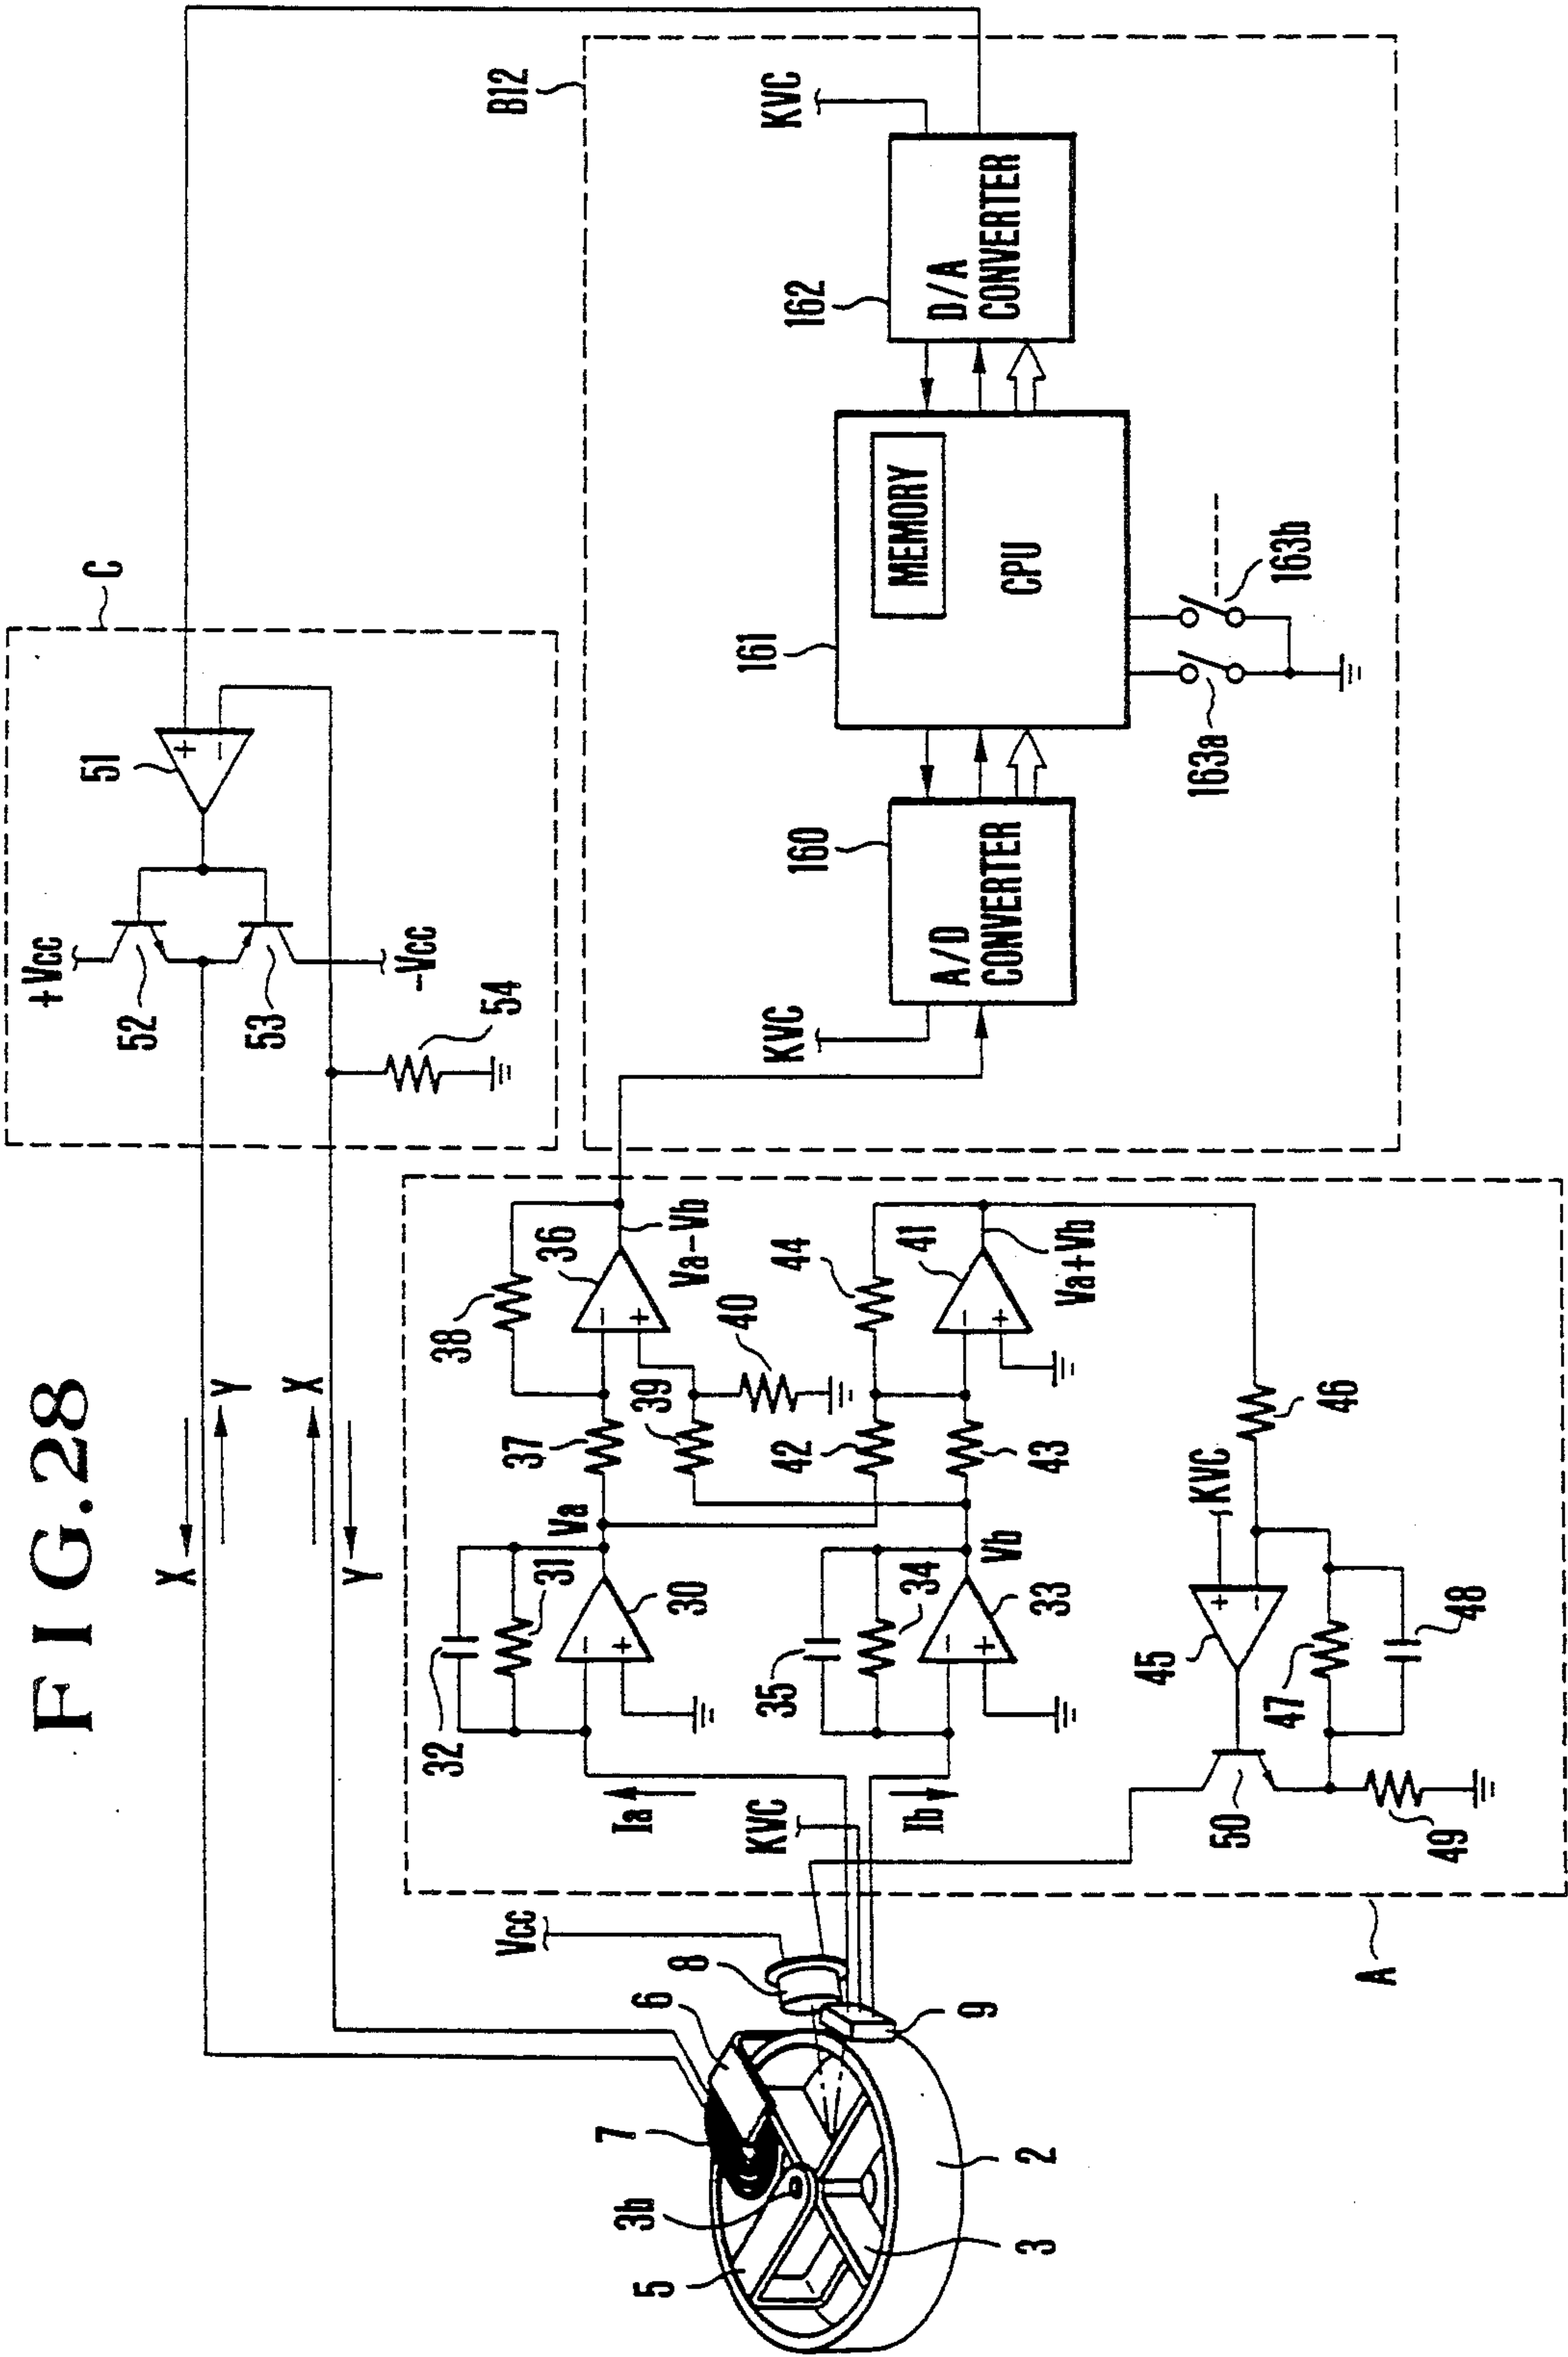 FIG.28
X
Y
X
Y
C
+Vcc
51
52
53
-Vcc
54
B12
KVC
KVC
A/D
CONVERTER
160
161
MEMORY
CPU
162
D/A
CONVERTER
163a
163b
32
31
30
Va
37
38
36
Va-Vb
39
40
35
34
33
Vb
42
43
44
41
Va+Vb
Ia
KVC
Ib
45
KVC
46
47
48
49
50
A
Vcc
8
6
7
3b
5
9
2
3